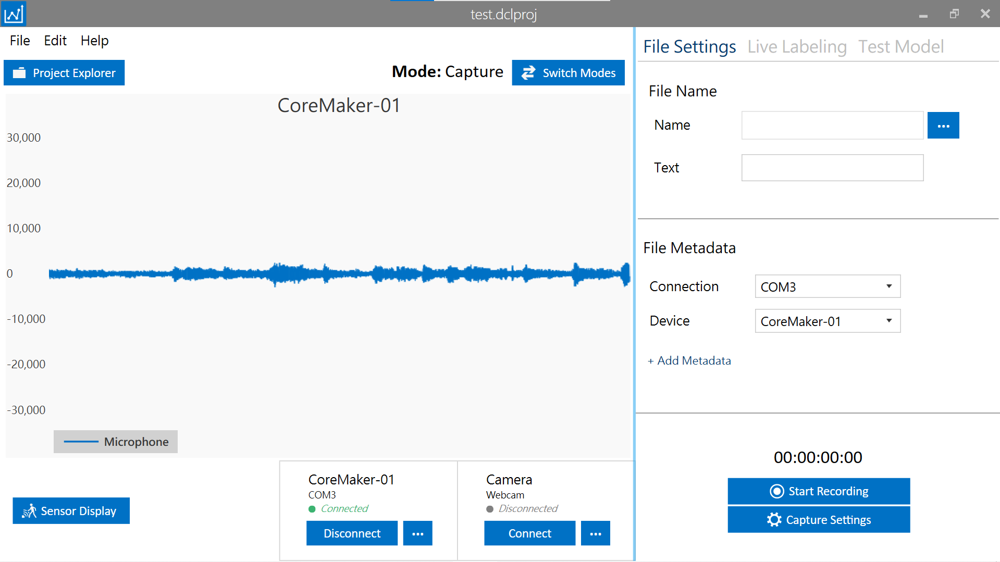 test.dclproj
File Edit Help
Project Explorer
Mode: Capture
Switch Modes
CoreMaker-01
30,000
20,000
10,000
0
-10,000
-20,000
-30,000
Microphone
Sensor Display
CoreMaker-01
COM3
Connected
Disconnect
...
Camera
Webcam
Disconnected
Connect
...
File Settings Live Labeling Test Model
File Name
Name
...
Text
File Metadata
Connection COM3
Device CoreMaker-01
+ Add Metadata
00:00:00:00
Start Recording
Capture Settings